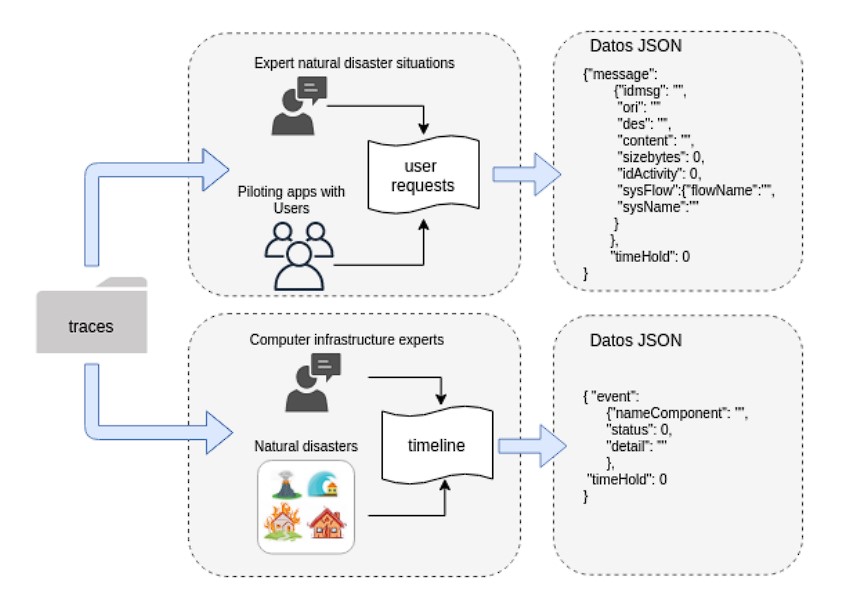 traces
Expert natural disaster situations
user
requests
Piloting apps with
Users
Datos JSON
{"message":
{"idmsg": "",
"ori": ""
"des": "",
"content": "",
"sizebytes": 0,
"idActivity": 0,
"sysFlow":{"flowName":"",
"sysName":""
}
},
"timeHold": 0
}
Computer infrastructure experts
timeline
Natural disasters
Datos JSON
{ "event":
{"nameComponent": "",
"status": 0,
"detail": ""
},
"timeHold": 0
}